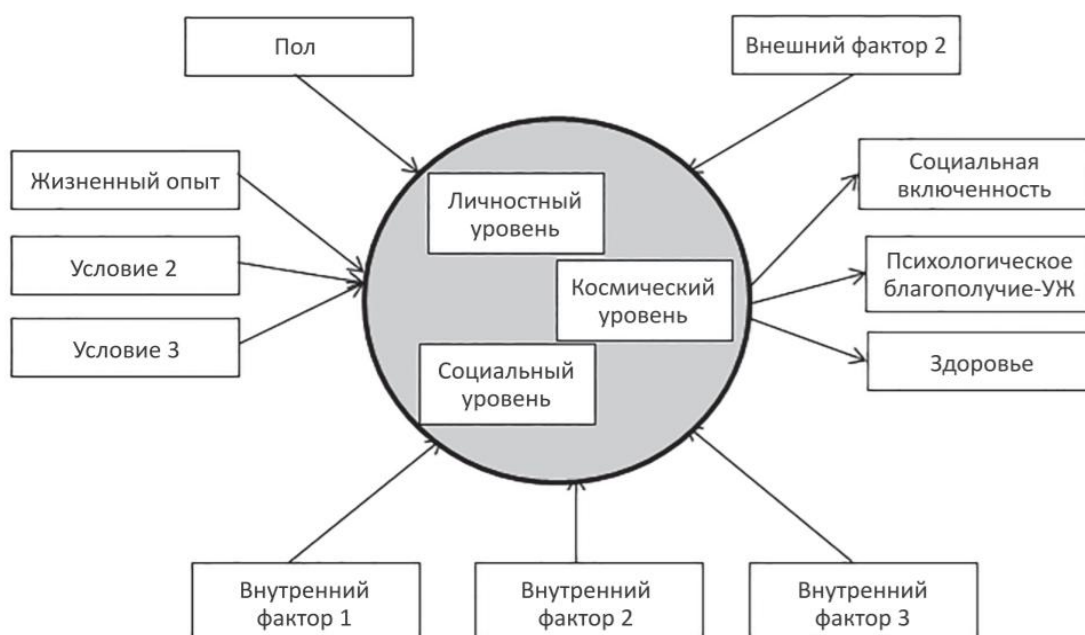 Пол
Внешний фактор 2
Жизненный опыт
Условие 2
Условие 3
Личностный
уровень
Космический
уровень
Социальный
уровень
Социальная
включенность
Психологическое
благополучие-УЖ
Здоровье
Внутренний
фактор 1
Внутренний
фактор 2
Внутренний
фактор 3